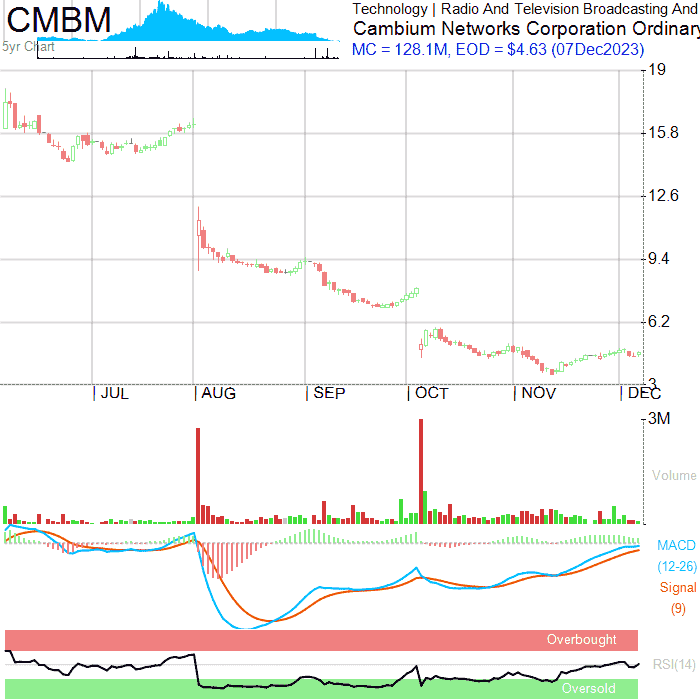 CMBM
5yr Chart
Technology | Radio And Television Broadcasting And
Cambium Networks Corporation Ordinary
MC = 128.1M, EOD = $4.63 (07Dec2023)
19
15.8
12.6
9.4
6.2
3
JUL
AUG
SEP
OCT
NOV
DEC
3M
Volume
MACD
(12-26)
Signal
(9)
Overbought
RSI(14)
Oversold